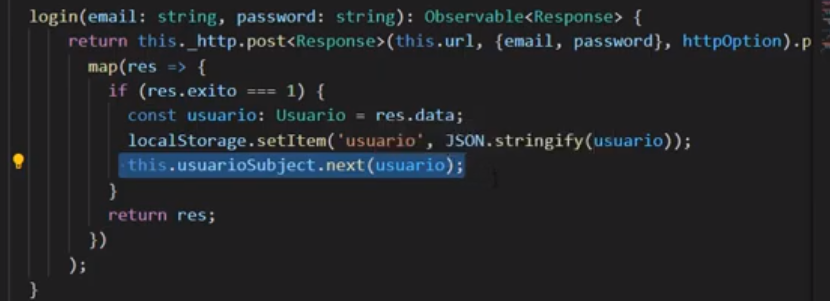 login(email: string, password: string): Observable<Response> {
return this._http.post<Response>(this.url, {email, password}, httpOption).p
map(res => {
if (res.exito === 1) {
const usuario: Usuario = res.data;
localStorage.setItem('usuario', JSON.stringify(usuario));
this.usuarioSubject.next(usuario);
}
return res;
})
);
}